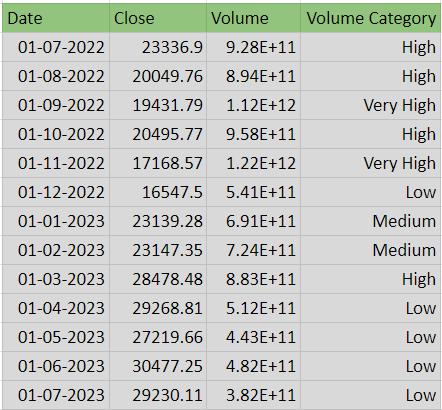 Date Close Volume Volume Category
01-07-2022 23336.9 9.28E+11 High
01-08-2022 20049.76 8.94E+11 High
01-09-2022 19431.79 1.12E+12 Very High
01-10-2022 20495.77 9.58E+11 High
01-11-2022 17168.57 1.22E+12 Very High
01-12-2022 16547.5 5.41E+11 Low
01-01-2023 23139.28 6.91E+11 Medium
01-02-2023 23147.35 7.24E+11 Medium
01-03-2023 28478.48 8.83E+11 High
01-04-2023 29268.81 5.12E+11 Low
01-05-2023 27219.66 4.43E+11 Low
01-06-2023 30477.25 4.82E+11 Low
01-07-2023 29230.11 3.82E+11 Low